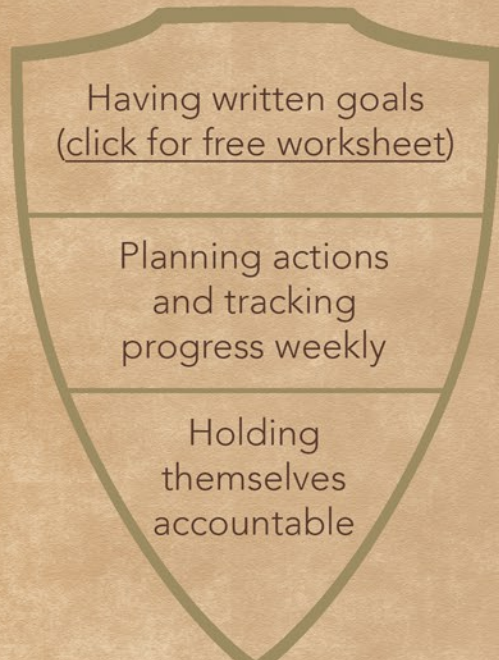 Having written goals
(click for free worksheet)
Planning actions
and tracking
progress weekly
Holding
themselves
accountable